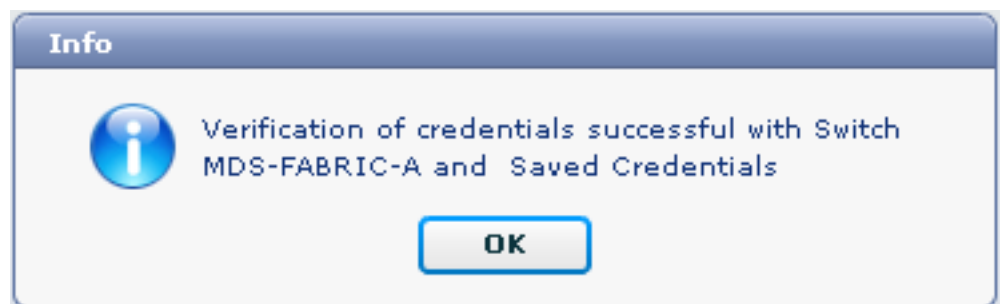 Info
Verification of credentials successful with Switch
MDS-FABRIC-A and  Saved Credentials
OK